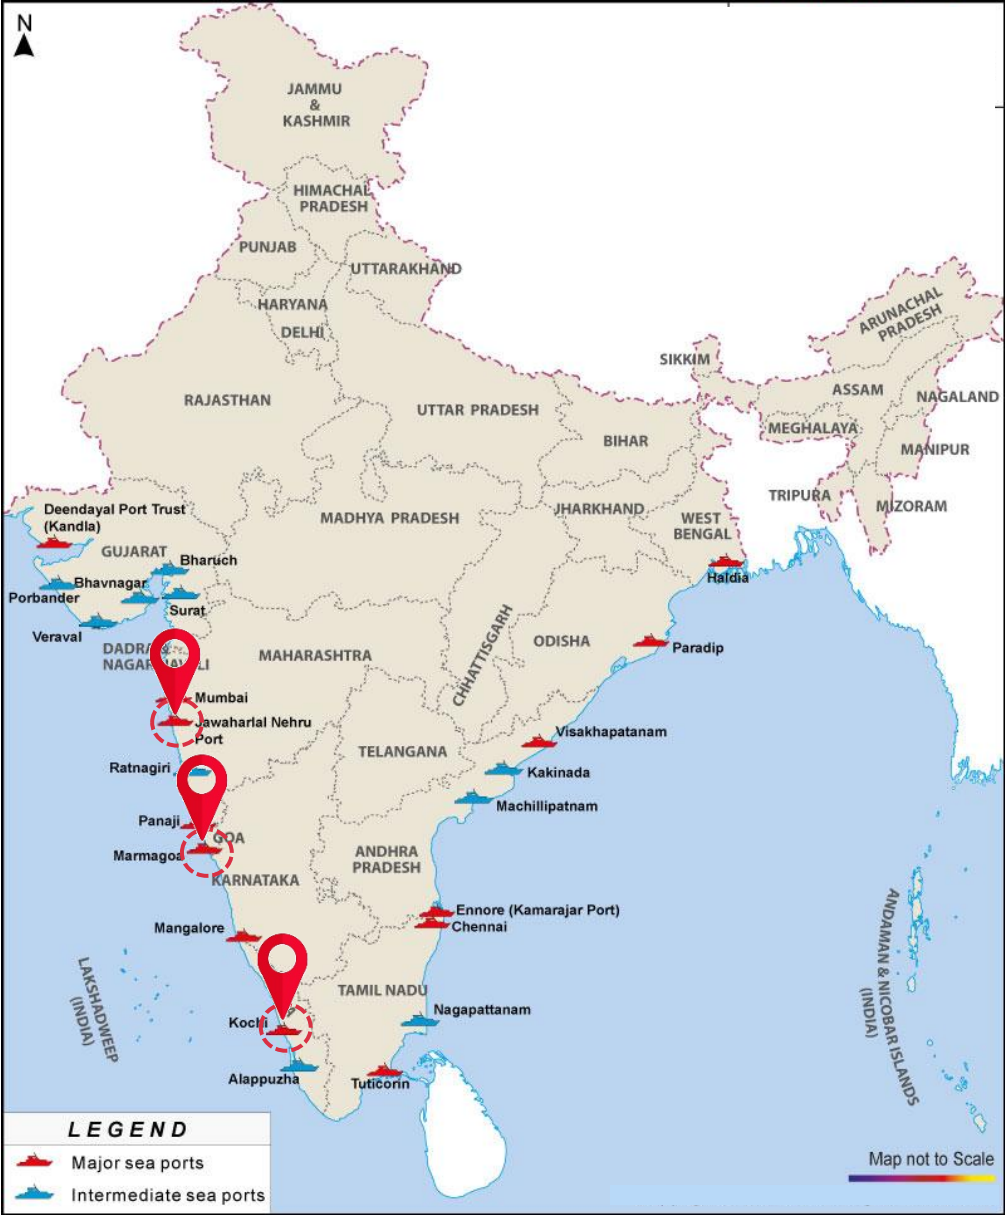 N
JAMMU
&
KASHMIR
HIMACHAL
PRADESH
PUNJAB
UTTARAKHAND
HARYANA
DELHI
ARUNACHAL
PRADESH
SIKKIM
RAJASTHAN
UTTAR PRADESH
ASSAM
NAGALAND
MEGHALAYA
BIHAR
MANIPUR
TRIPURA
MIZORAM
Deendayal Port Trust
(Kandla)
MADHYA PRADESH
JHARKHAND
WEST
BENGAL
GUJARAT
Bharuch
Bhavnagar
Haldia
Porbander
Surat
Veraval
CHHATTISGARH
ODISHA
Paradip
DADRA &
MAHARASHTRA
Mumbai
Jawaharlal Nehru
Port
Visakhapatanam
TELANGANA
Ratnagiri
Kakinada
Machillipatnam
Panaji
GOA
Marmagoa
ANDHRA
PRADESH
KARNATAKA
Ennore (Kamarajar Port)
Chennai
Mangalore
LAKSHADWEEP
(INDIA)
ANDAMAN & NICOBAR ISLANDS
(INDIA)
TAMIL NADU
Nagapattanam
Kochi
Alappuzha
Tuticorin
LEGEND
Major sea ports
Intermediate sea ports
Map not to Scale